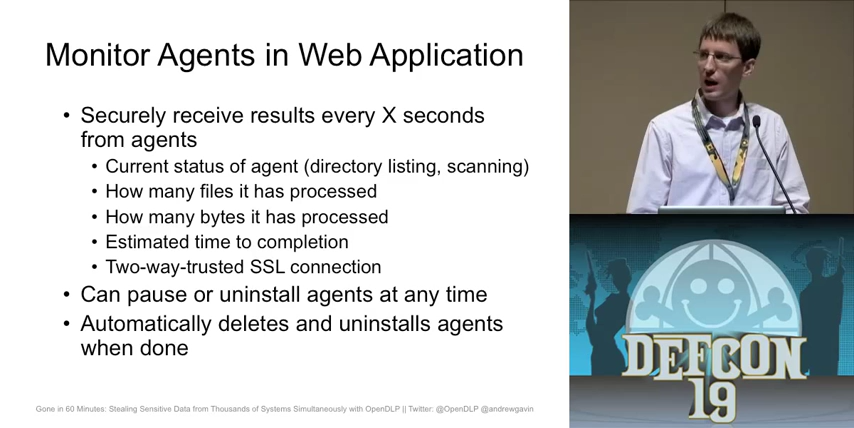 Monitor Agents in Web Application
• Securely receive results every X seconds
from agents
• Current status of agent (directory listing, scanning)
• How many files it has processed
• How many bytes it has processed
• Estimated time to completion
• Two-way-trusted SSL connection
• Can pause or uninstall agents at any time
• Automatically deletes and uninstalls agents
when done
Gone in 60 Minutes: Stealing Sensitive Data from Thousands of Systems Simultaneously with OpenDLP || Twitter: @OpenDLP @andrewgavin
DEFCON
19